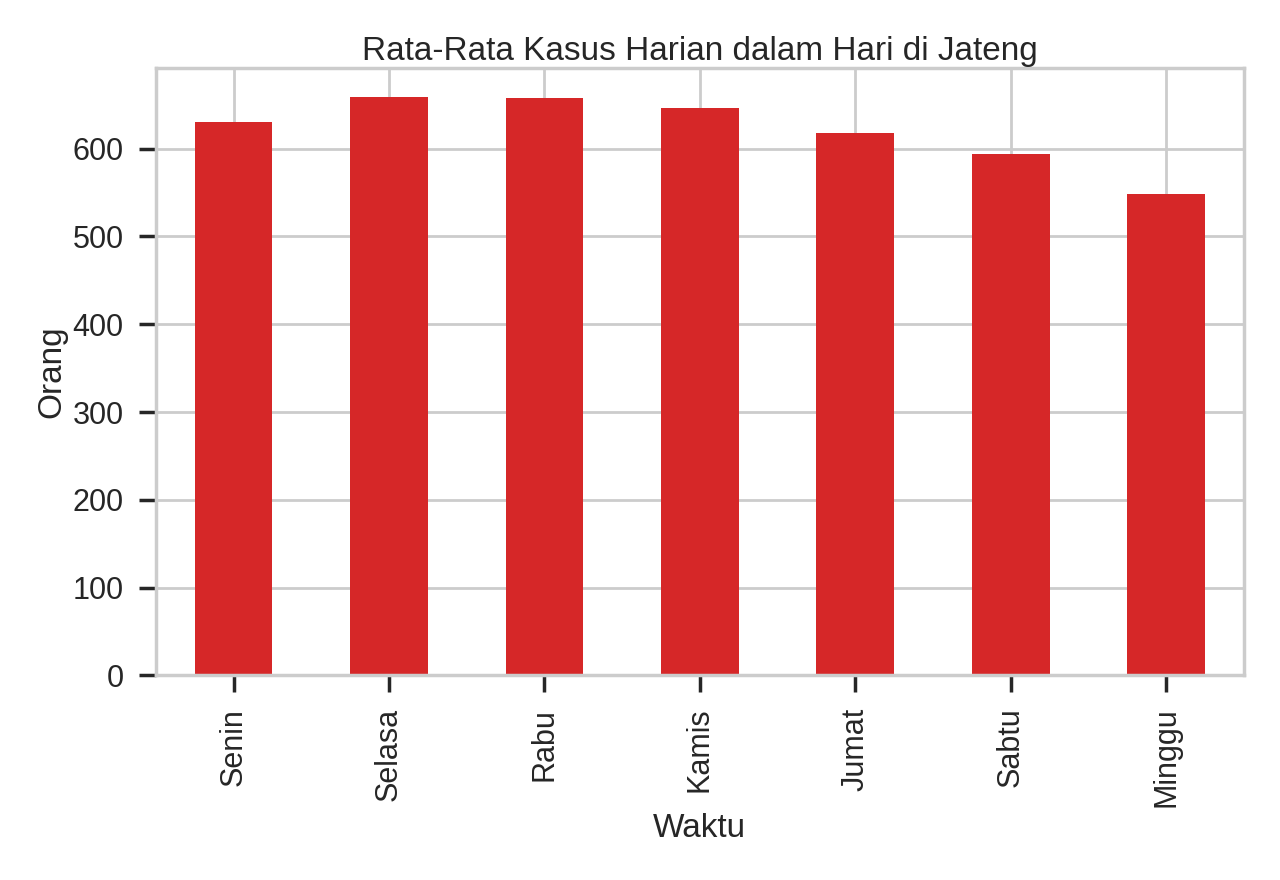 Rata-Rata Kasus Harian dalam Hari di Jateng
600
500
400
300
200
100
0
Orang
Senin
Selasa
Rabu
Kamis
Jumat
Sabtu
Minggu
Waktu